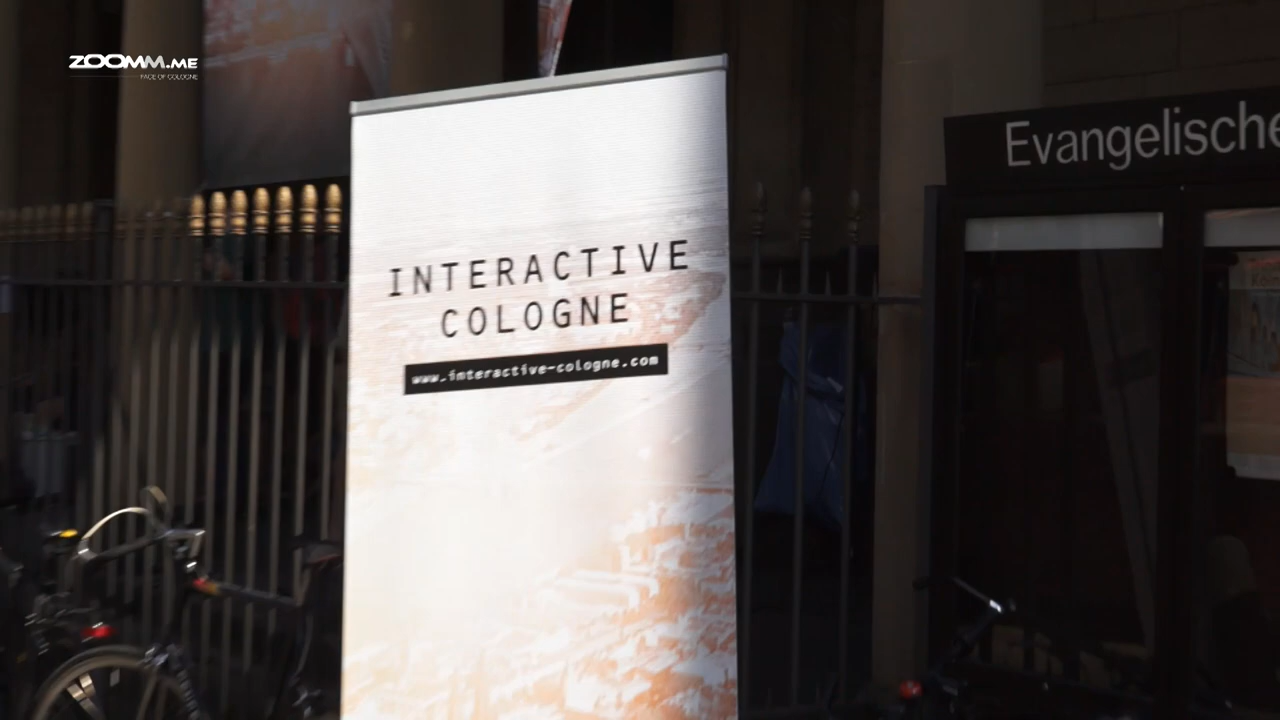 ZOOMM.ME
FACE OF COLOGNE
Evangelische
INTERACTIVE
COLOGNE
www.interactive-cologne.com